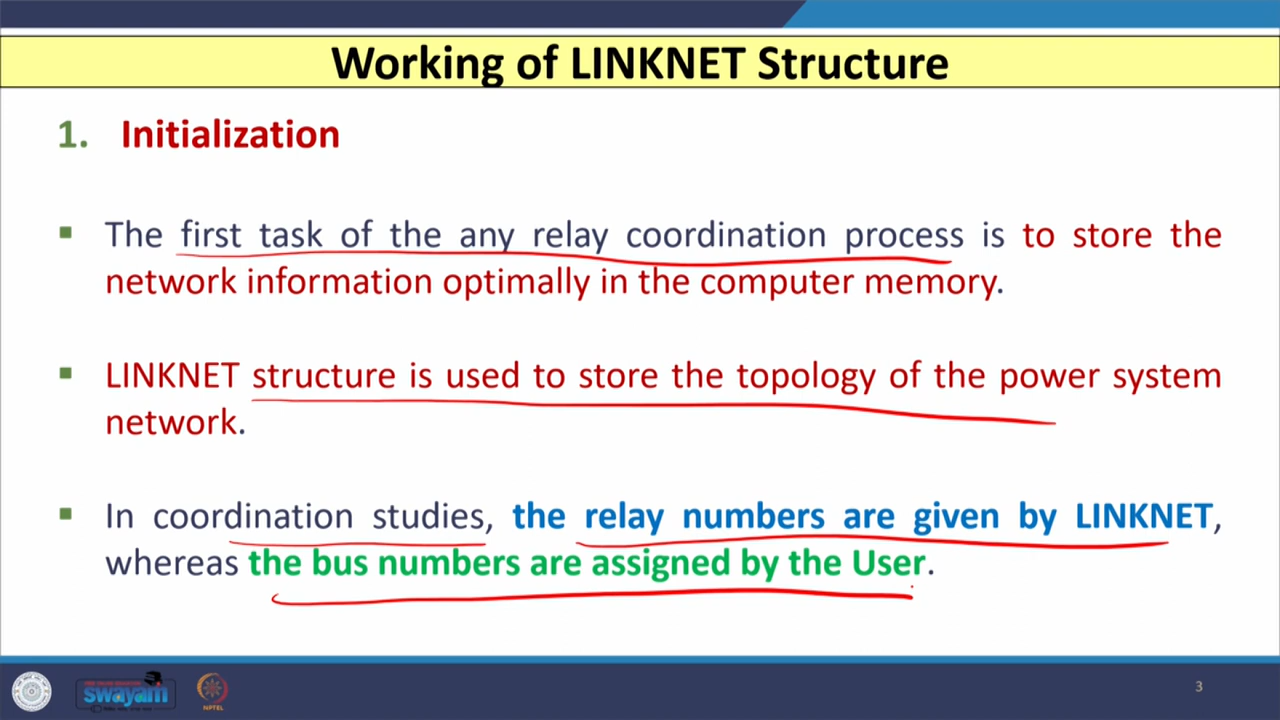 Working of LINKNET Structure
1. Initialization
▪ The first task of the any relay coordination process is to store the
network information optimally in the computer memory.
▪ LINKNET structure is used to store the topology of the power system
network.
▪ In coordination studies, the relay numbers are given by LINKNET,
whereas the bus numbers are assigned by the User.
swayam
NPTEL
3